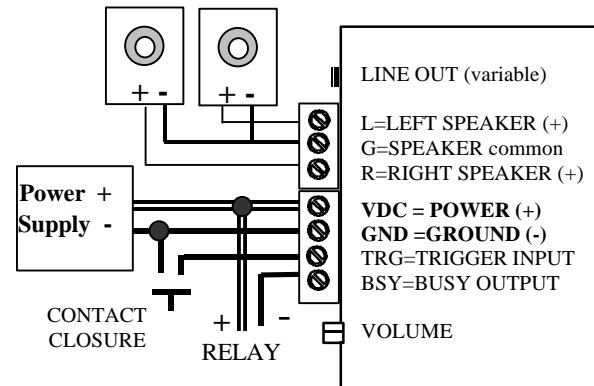 + -
+ -
LINE OUT (variable)
L=LEFT SPEAKER (+)
G=SPEAKER common
R=RIGHT SPEAKER (+)
Power +
Supply -
VDC = POWER (+)
GND =GROUND (-)
TRG=TRIGGER INPUT
BSY=BUSY OUTPUT
CONTACT
CLOSURE
+ -
RELAY
VOLUME